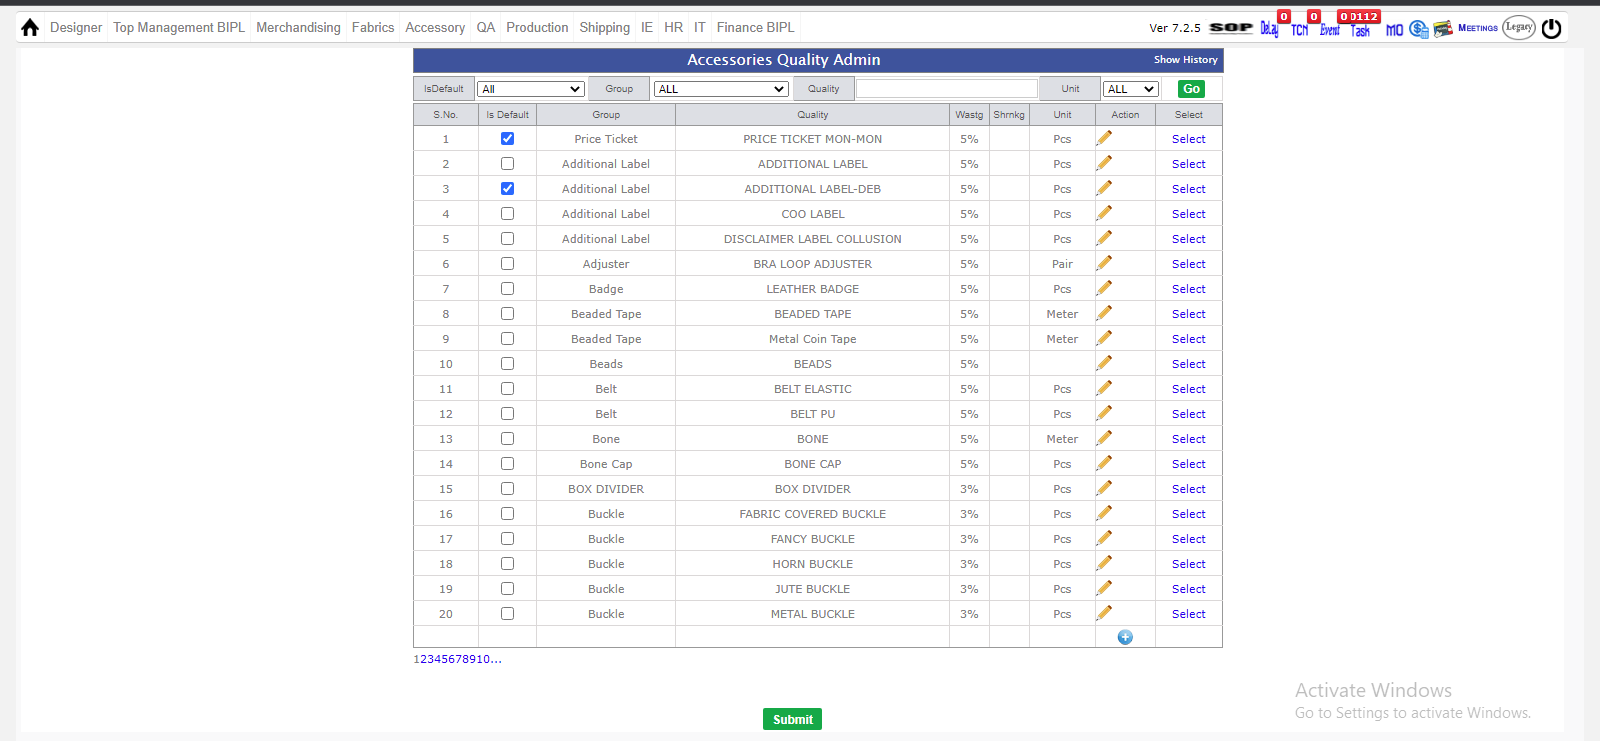 Designer Top Management BIPL Merchandising Fabrics Accessory QA Production Shipping IE HR IT Finance BIPL Ver 7.2.5 SOP Delay 0 TCN 0 Event 0 Task 0112 MO MEETINGS Legacy
Accessories Quality Admin Show History
IsDefault All Group ALL Quality Unit ALL Go
S.No. Is Default Group Quality Wastg Shrnkg Unit Action Select
1 Price Ticket PRICE TICKET MON-MON 5% Pcs Select
2 Additional Label ADDITIONAL LABEL 5% Pcs Select
3 Additional Label ADDITIONAL LABEL-DEB 5% Pcs Select
4 Additional Label COO LABEL 5% Pcs Select
5 Additional Label DISCLAIMER LABEL COLLUSION 5% Pcs Select
6 Adjuster BRA LOOP ADJUSTER 5% Pair Select
7 Badge LEATHER BADGE 5% Pcs Select
8 Beaded Tape BEADED TAPE 5% Meter Select
9 Beaded Tape Metal Coin Tape 5% Meter Select
10 Beads BEADS 5% Select
11 Belt BELT ELASTIC 5% Pcs Select
12 Belt BELT PU 5% Pcs Select
13 Bone BONE 5% Meter Select
14 Bone Cap BONE CAP 5% Pcs Select
15 BOX DIVIDER BOX DIVIDER 3% Pcs Select
16 Buckle FABRIC COVERED BUCKLE 3% Pcs Select
17 Buckle FANCY BUCKLE 3% Pcs Select
18 Buckle HORN BUCKLE 3% Pcs Select
19 Buckle JUTE BUCKLE 3% Pcs Select
20 Buckle METAL BUCKLE 3% Pcs Select
12345678910...
Submit
Activate Windows
Go to Settings to activate Windows.